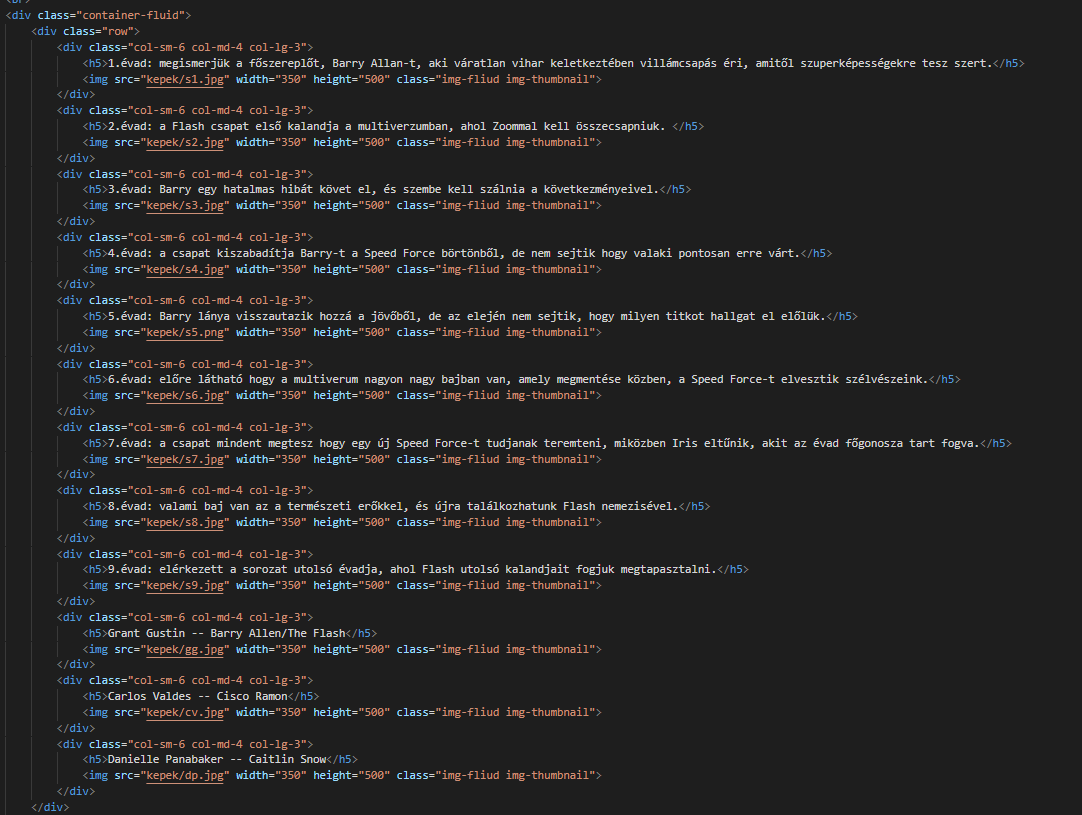 <br>
<div class="container-fluid">
<div class="row">
<div class="col-sm-6 col-md-4 col-lg-3">
<h5>1.évad: megismerjük a főszereplőt, Barry Allan-t, aki váratlan vihar keletkeztében villámcsapás éri, amitől szuperképességekre tesz szert.</h5>
<img src="kepek/s1.jpg" width="350" height="500" class="img-fliud img-thumbnail">
</div>
<div class="col-sm-6 col-md-4 col-lg-3">
<h5>2.évad: a Flash csapat első kalandja a multiverzumban, ahol Zoommal kell összecsapniuk. </h5>
<img src="kepek/s2.jpg" width="350" height="500" class="img-fliud img-thumbnail">
</div>
<div class="col-sm-6 col-md-4 col-lg-3">
<h5>3.évad: Barry egy hatalmas hibát követ el, és szembe kell szálnia a következményeivel.</h5>
<img src="kepek/s3.jpg" width="350" height="500" class="img-fliud img-thumbnail">
</div>
<div class="col-sm-6 col-md-4 col-lg-3">
<h5>4.évad: a csapat kiszabadítja Barry-t a Speed Force börtönből, de nem sejtik hogy valaki pontosan erre várt.</h5>
<img src="kepek/s4.jpg" width="350" height="500" class="img-fliud img-thumbnail">
</div>
<div class="col-sm-6 col-md-4 col-lg-3">
<h5>5.évad: Barry lánya visszautazik hozzá a jövőből, de az elején nem sejtik, hogy milyen titkot hallgat el előlük.</h5>
<img src="kepek/s5.png" width="350" height="500" class="img-fliud img-thumbnail">
</div>
<div class="col-sm-6 col-md-4 col-lg-3">
<h5>6.évad: előre látható hogy a multiverum nagyon nagy bajban van, amely megmentése közben, a Speed Force-t elvesztik szélvészeink.</h5>
<img src="kepek/s6.jpg" width="350" height="500" class="img-fliud img-thumbnail">
</div>
<div class="col-sm-6 col-md-4 col-lg-3">
<h5>7.évad: a csapat mindent megtesz hogy egy új Speed Force-t tudjanak teremteni, miközben Iris eltűnik, akit az évad főgonosza tart fogva.</h5>
<img src="kepek/s7.jpg" width="350" height="500" class="img-fliud img-thumbnail">
</div>
<div class="col-sm-6 col-md-4 col-lg-3">
<h5>8.évad: valami baj van az a természeti erőkkel, és újra találkozhatunk Flash nemezisével.</h5>
<img src="kepek/s8.jpg" width="350" height="500" class="img-fliud img-thumbnail">
</div>
<div class="col-sm-6 col-md-4 col-lg-3">
<h5>9.évad: elérkezett a sorozat utolsó évadja, ahol Flash utolsó kalandjait fogjuk megtapasztalni.</h5>
<img src="kepek/s9.jpg" width="350" height="500" class="img-fliud img-thumbnail">
</div>
<div class="col-sm-6 col-md-4 col-lg-3">
<h5>Grant Gustin -- Barry Allen/The Flash</h5>
<img src="kepek/gg.jpg" width="350" height="500" class="img-fliud img-thumbnail">
</div>
<div class="col-sm-6 col-md-4 col-lg-3">
<h5>Carlos Valdes -- Cisco Ramon</h5>
<img src="kepek/cv.jpg" width="350" height="500" class="img-fliud img-thumbnail">
</div>
<div class="col-sm-6 col-md-4 col-lg-3">
<h5>Danielle Panabaker -- Caitlin Snow</h5>
<img src="kepek/dp.jpg" width="350" height="500" class="img-fliud img-thumbnail">
</div>
</div>